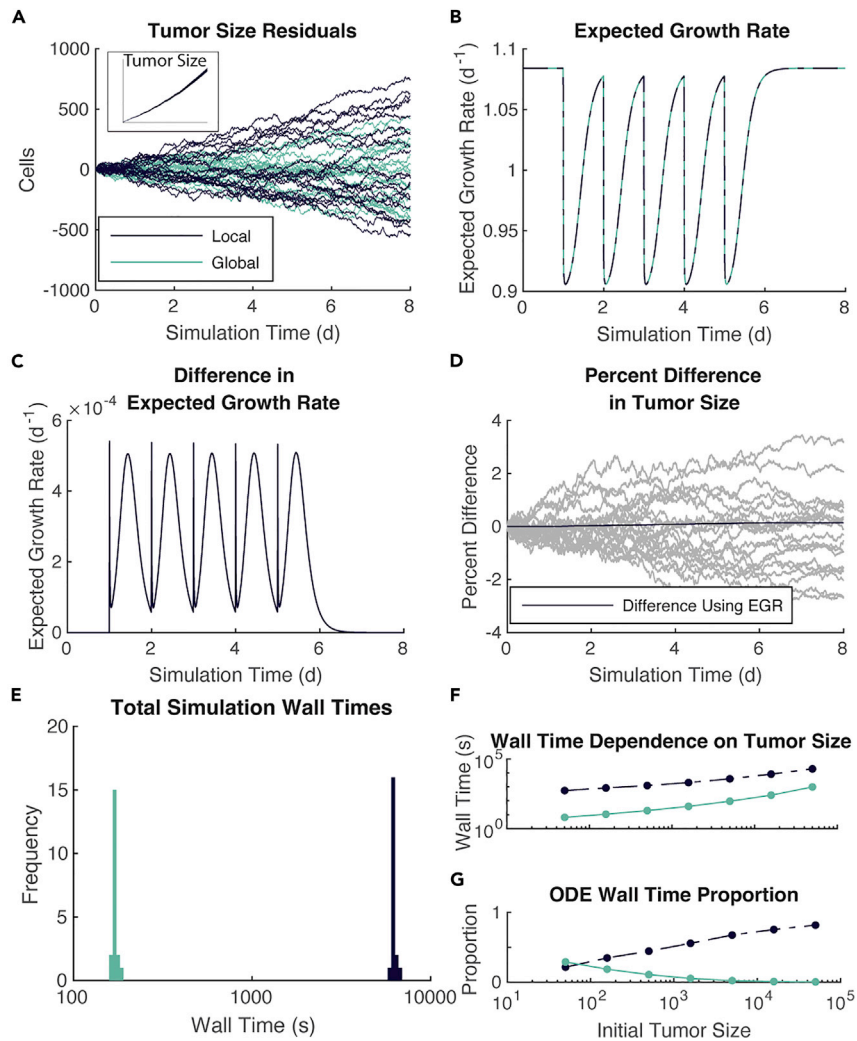 A
Tumor Size Residuals
1000
500
0
-500
-1000
Cells
Tumor Size
Local
Global
0 2 4 6 8
Simulation Time (d)
B
Expected Growth Rate
1.1
1.05
1
0.95
0.9
Expected Growth Rate (d⁻¹)
0 2 4 6 8
Simulation Time (d)
C
Difference in
Expected Growth Rate
×10⁻⁴
6
4
2
0
Expected Growth Rate (d⁻¹)
0 2 4 6 8
Simulation Time (d)
D
Percent Difference
in Tumor Size
4
2
0
-2
-4
Percent Difference
Difference Using EGR
0 2 4 6 8
Simulation Time (d)
E
Total Simulation Wall Times
20
15
10
5
0
Frequency
100 1000 10000
Wall Time (s)
F
Wall Time Dependence on Tumor Size
10⁵
10⁰
Wall Time (s)
G
ODE Wall Time Proportion
1
0
Proportion
10¹ 10² 10³ 10⁴ 10⁵
Initial Tumor Size